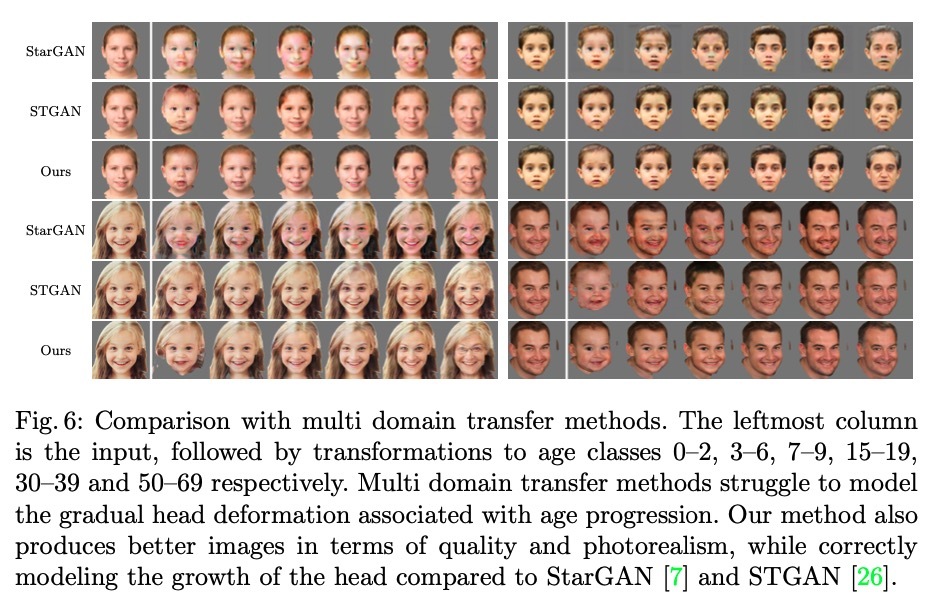 StarGAN
STGAN
Ours
StarGAN
STGAN
Ours
Fig. 6: Comparison with multi domain transfer methods. The leftmost column
is the input, followed by transformations to age classes 0–2, 3–6, 7–9, 15–19,
30–39 and 50–69 respectively. Multi domain transfer methods struggle to model
the gradual head deformation associated with age progression. Our method also
produces better images in terms of quality and photorealism, while correctly
modeling the growth of the head compared to StarGAN [7] and STGAN [26].